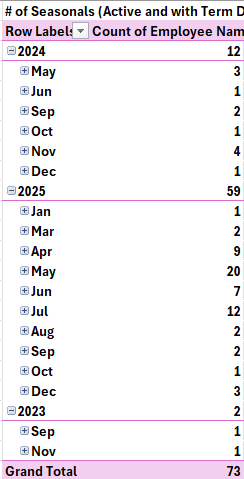 # of Seasonals (Active and with Term D
Row Labels Count of Employee Nam
2024 12
May 3
Jun 1
Sep 2
Oct 1
Nov 4
Dec 1
2025 59
Jan 1
Mar 2
Apr 9
May 20
Jun 7
Jul 12
Aug 2
Sep 2
Oct 1
Dec 3
2023 2
Sep 1
Nov 1
Grand Total 73